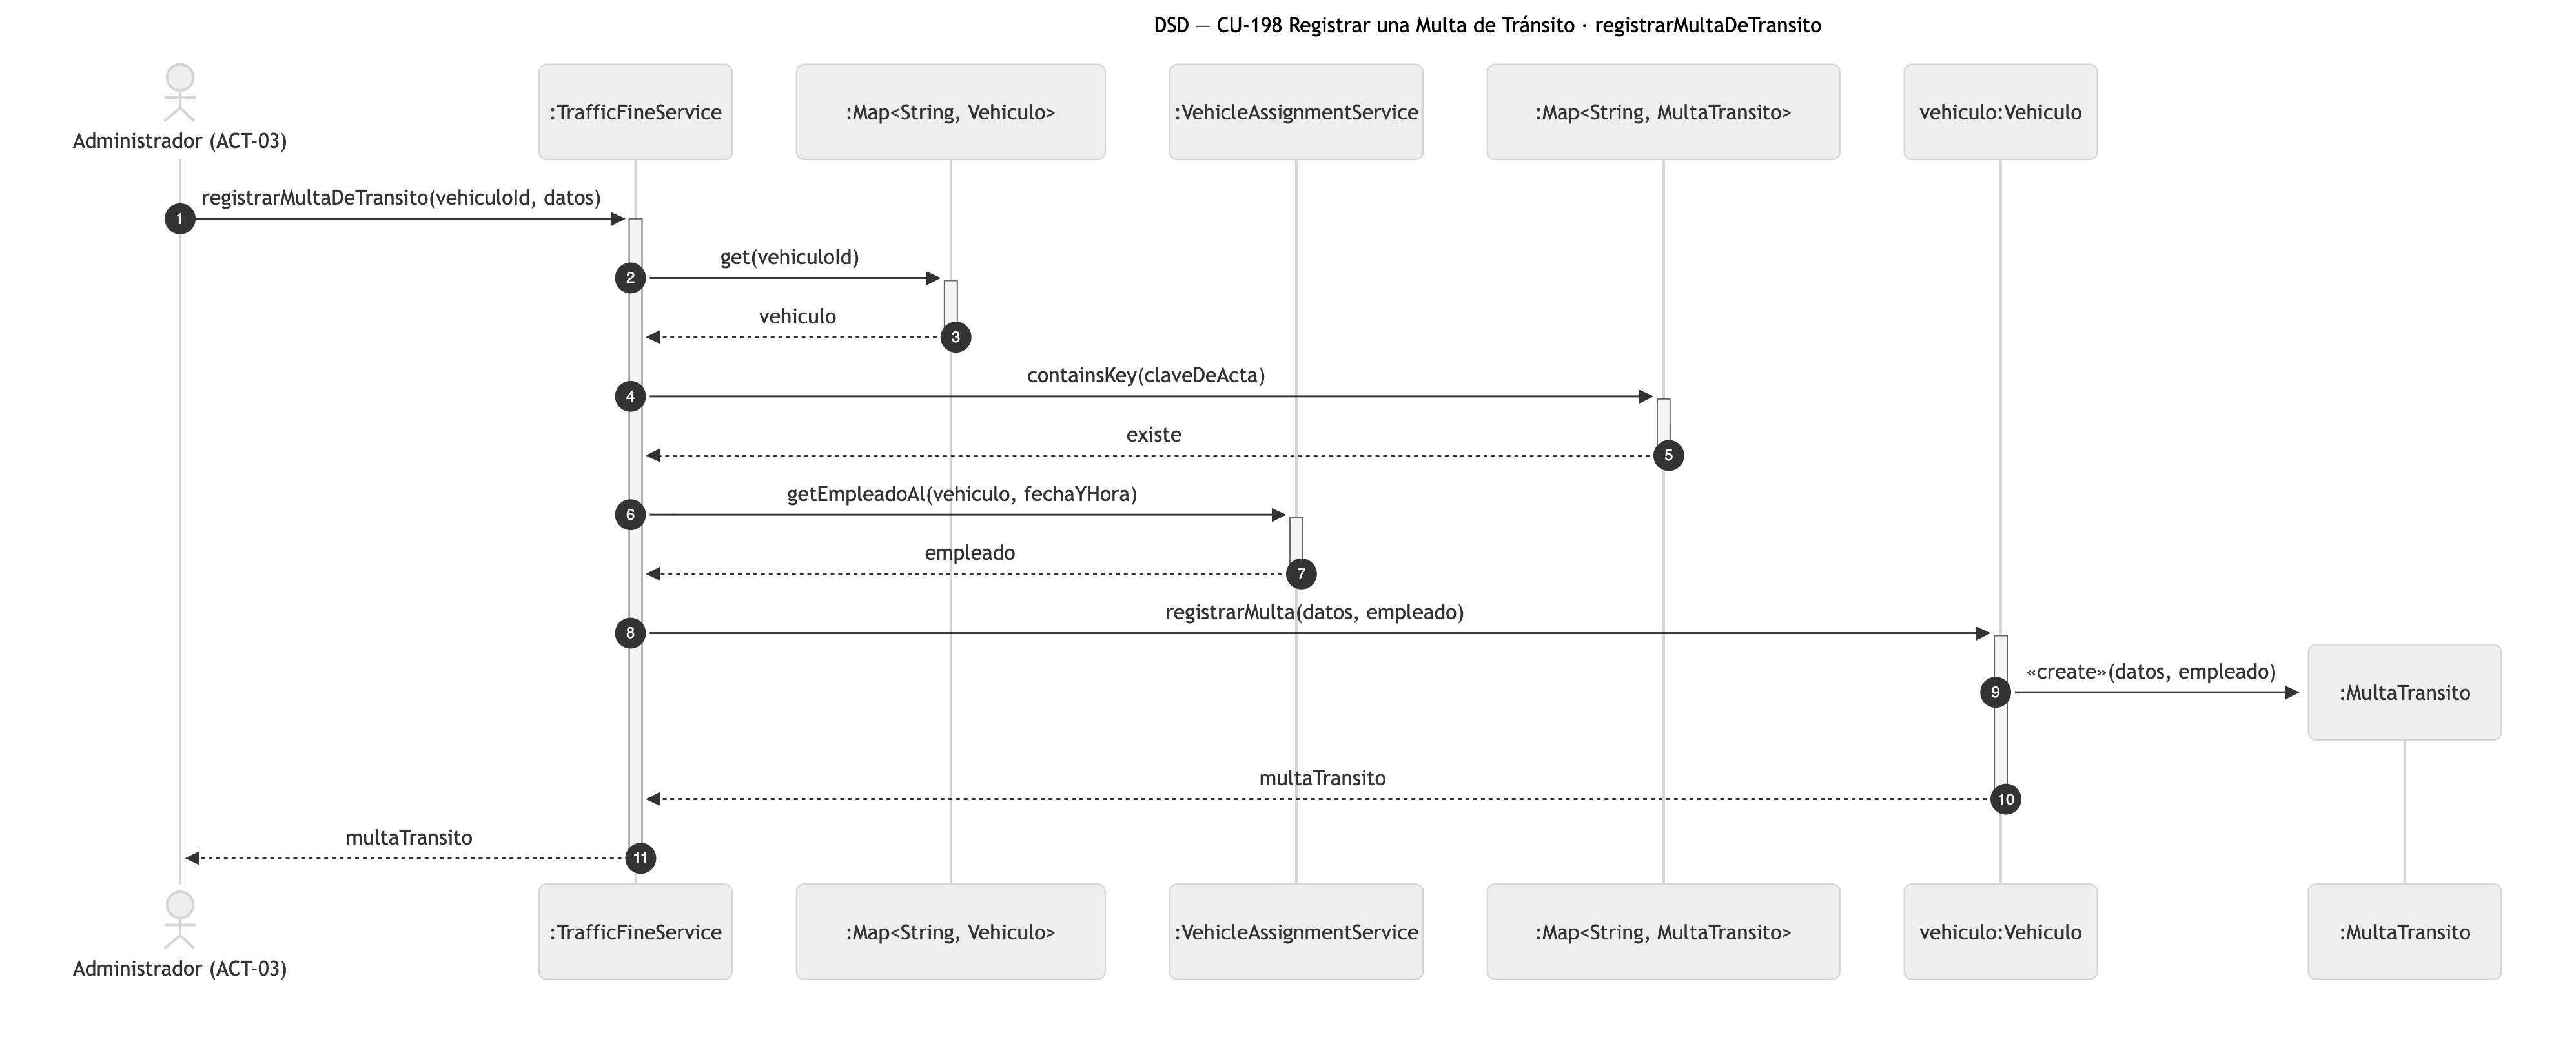 DSD — CU-198 Registrar una Multa de Tránsito · registrarMultaDeTransito
Administrador (ACT-03)
:TrafficFineService
:Map<String, Vehiculo>
:VehicleAssignmentService
:Map<String, MultaTransito>
vehiculo:Vehiculo
registrarMultaDeTransito(vehiculoId, datos)
1
get(vehiculoId)
2
vehiculo
3
containsKey(claveDeActa)
4
existe
5
getEmpleadoAl(vehiculo, fechaYHora)
6
empleado
7
registrarMulta(datos, empleado)
8
«create»(datos, empleado)
9
:MultaTransito
multaTransito
10
multaTransito
11
Administrador (ACT-03)
:TrafficFineService
:Map<String, Vehiculo>
:VehicleAssignmentService
:Map<String, MultaTransito>
vehiculo:Vehiculo
:MultaTransito